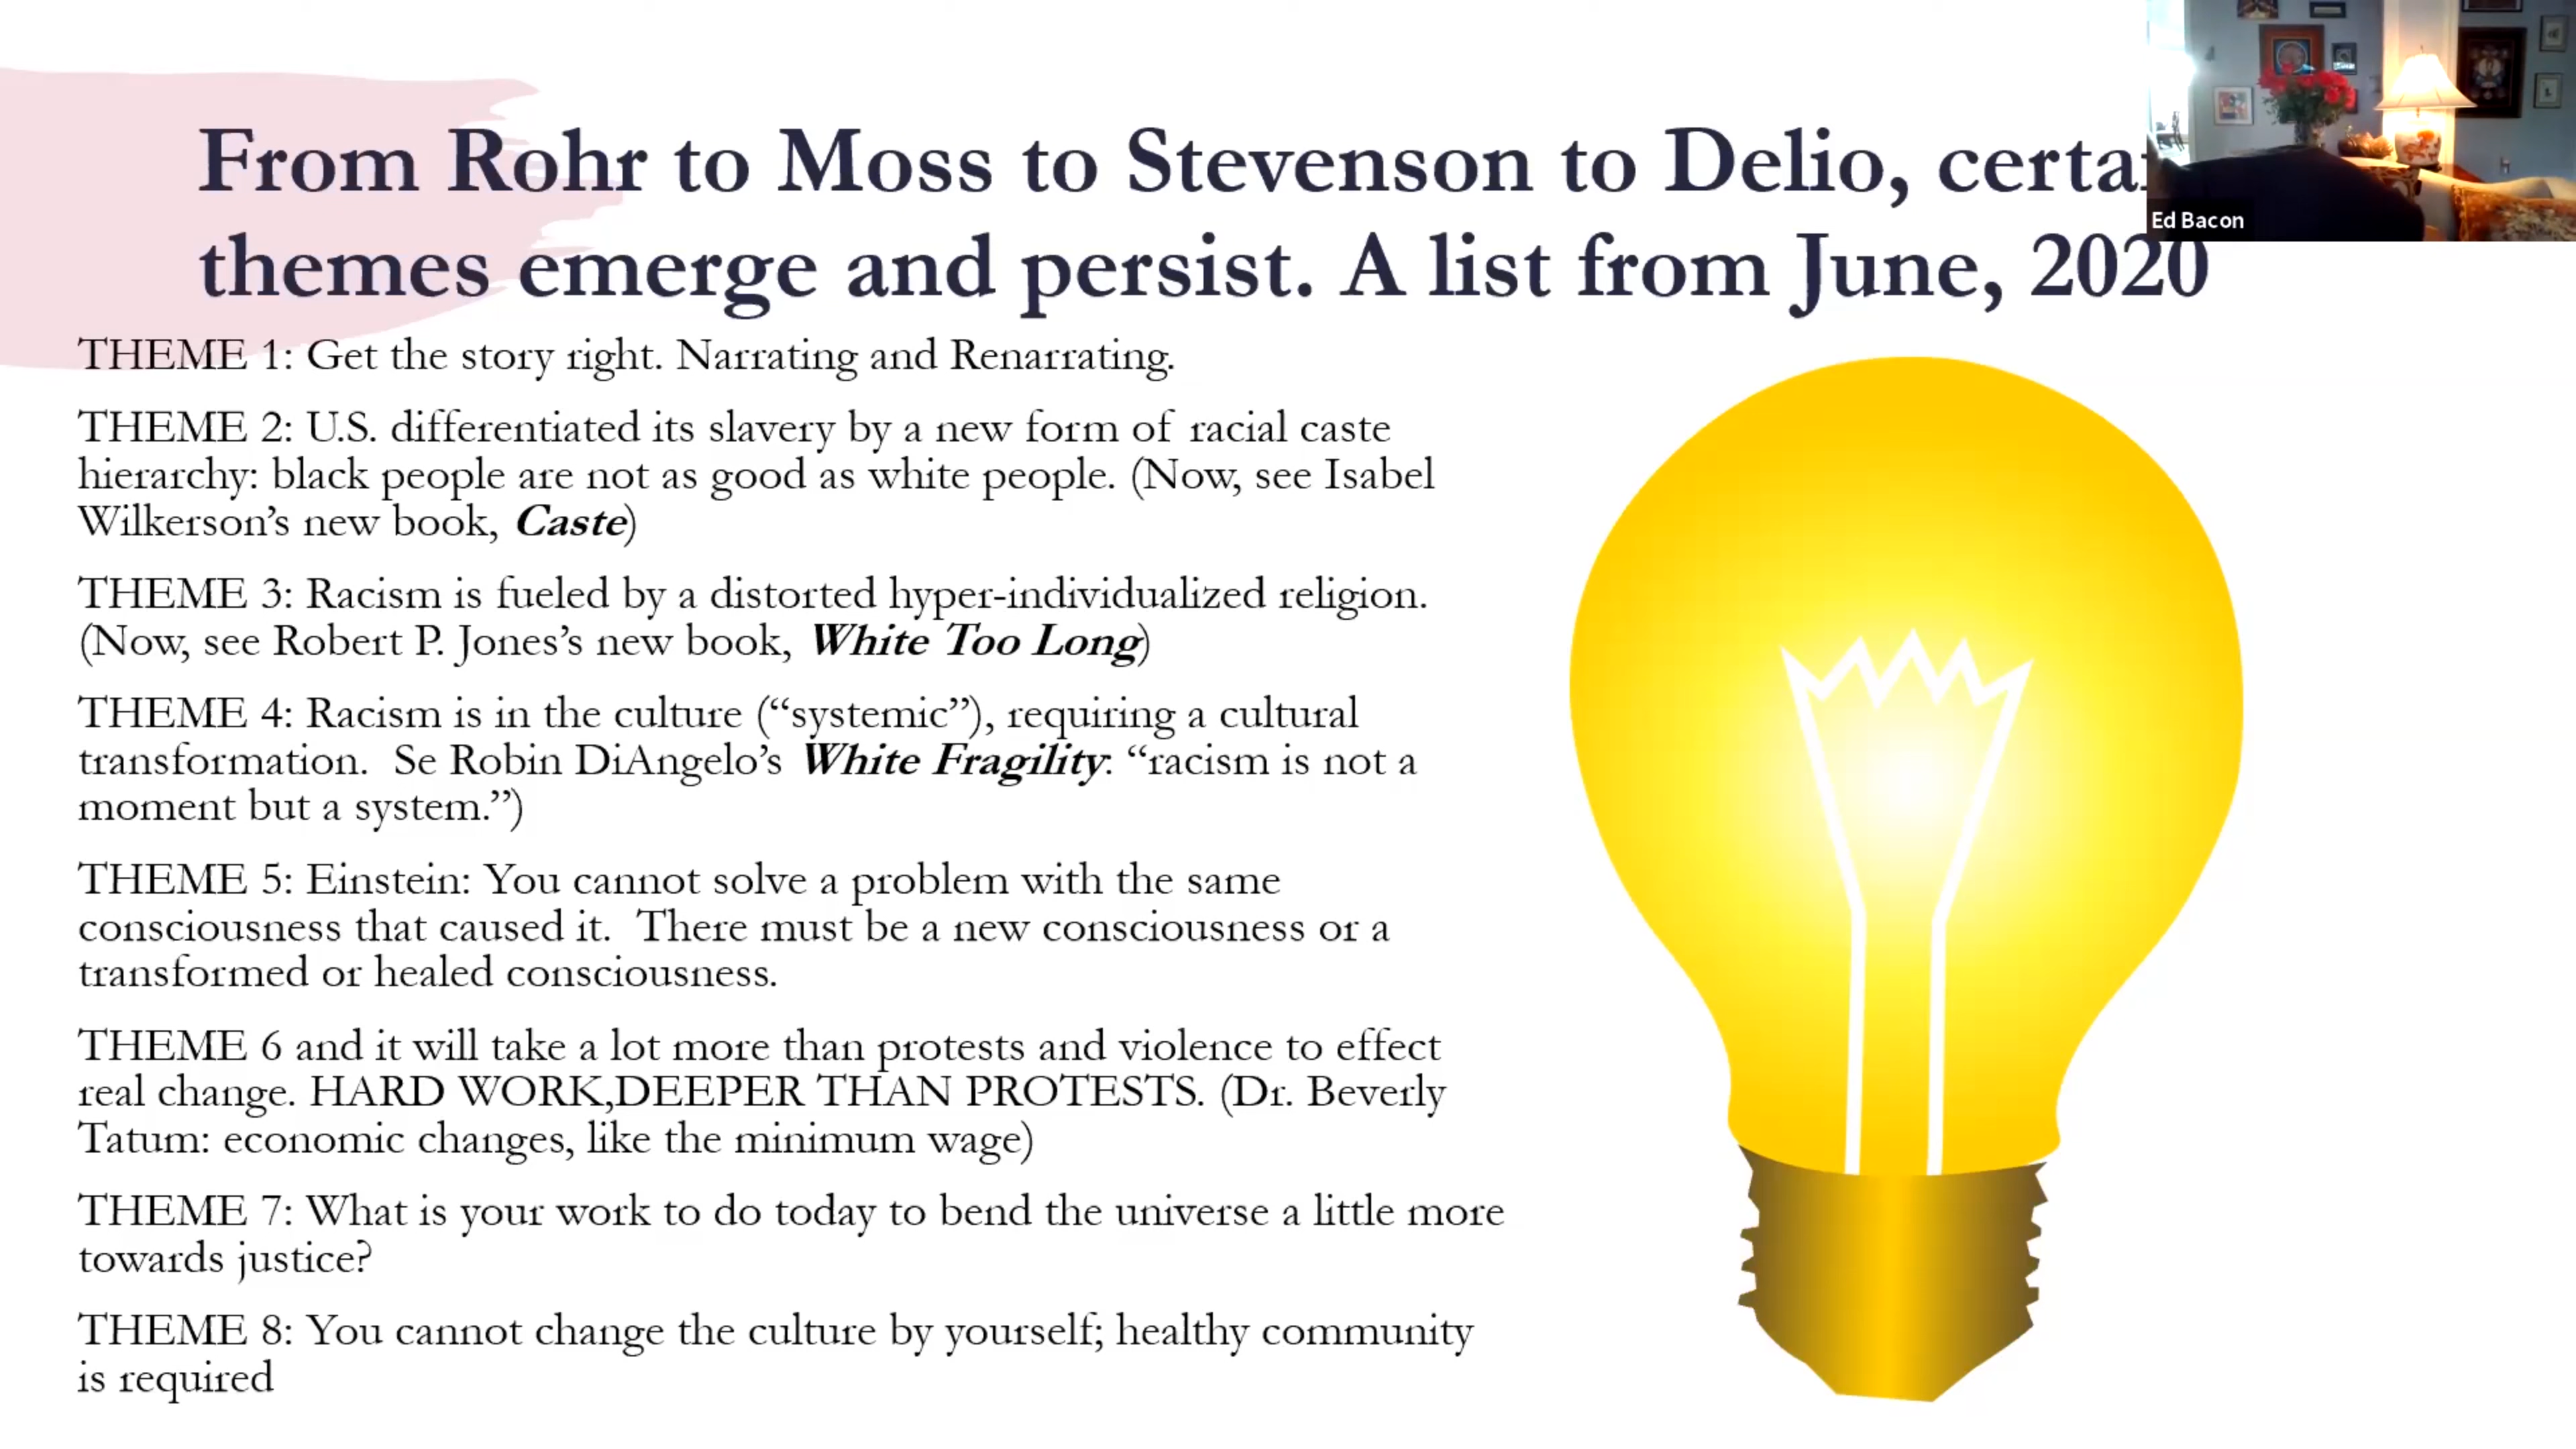 From Rohr to Moss to Stevenson to Delio,
themes emerge and persist. A list from June, 2020
Ed Bacon
THEME 1: Get the story right. Narrating and Renarrating.
THEME 2: U.S. differentiated its slavery by a new form of racial caste
hierarchy: black people are not as good as white people. (Now, see Isabel
Wilkerson’s new book, Caste)
THEME 3: Racism is fueled by a distorted hyper-individualized religion.
(Now, see Robert P. Jones’s new book, White Too Long)
THEME 4: Racism is in the culture (“systemic”), requiring a cultural
transformation.  Se Robin DiAngelo’s White Fragility: “racism is not a
moment but a system.”)
THEME 5: Einstein: You cannot solve a problem with the same
consciousness that caused it.  There must be a new consciousness or a
transformed or healed consciousness.
THEME 6 and it will take a lot more than protests and violence to effect
real change. HARD WORK,DEEPER THAN PROTESTS. (Dr. Beverly
Tatum: economic changes, like the minimum wage)
THEME 7: What is your work to do today to bend the universe a little more
towards justice?
THEME 8: You cannot change the culture by yourself; healthy community
is required